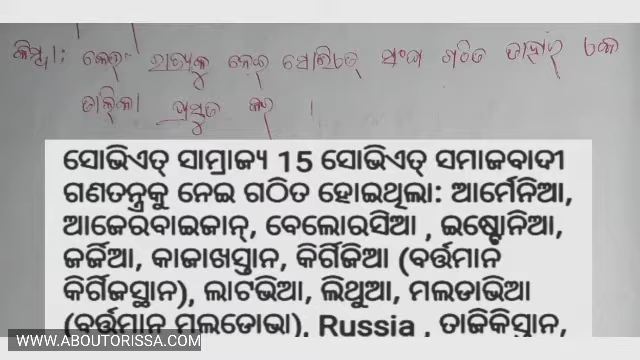 କିମ୍ବା: କେଉଁ ରାଜ୍ୟକୁ ନେଇ ସୋଭିଏତ୍ ସଂଘ ଗଠିତ ତାହାର ଏକ
ତାଲିକା ପ୍ରସ୍ତୁତ କର ।
ସୋଭିଏତ୍ ସାମ୍ରାଜ୍ୟ 15 ସୋଭିଏତ୍ ସମାଜବାଦୀ
ଗଣତନ୍ତ୍ରକୁ ନେଇ ଗଠିତ ହୋଇଥିଲା: ଆର୍ମେନିଆ,
ଆଜେରବାଇଜାନ୍, ବେଲୋରସିଆ , ଇଷ୍ଟୋନିଆ,
ଜର୍ଜିଆ, କାଜାଖସ୍ତାନ, କିର୍ଗିଜିଆ (ବର୍ତ୍ତମାନ
କିର୍ଗିଜସ୍ଥାନ), ଲାଟଭିଆ, ଲିଥୁଆ, ମଲଡାଭିଆ
(ବର୍ତ୍ତମାନ ମଲଡୋଭା), Russia , ତାଜିକିସ୍ତାନ,
WWW.ABOUTORISSA.COM